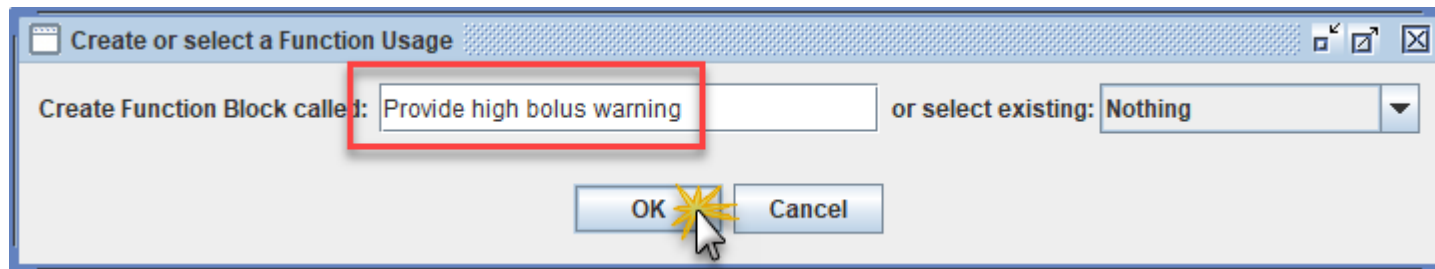 Create or select a Function Usage
Create Function Block called: Provide high bolus warning or select existing: Nothing
OK Cancel